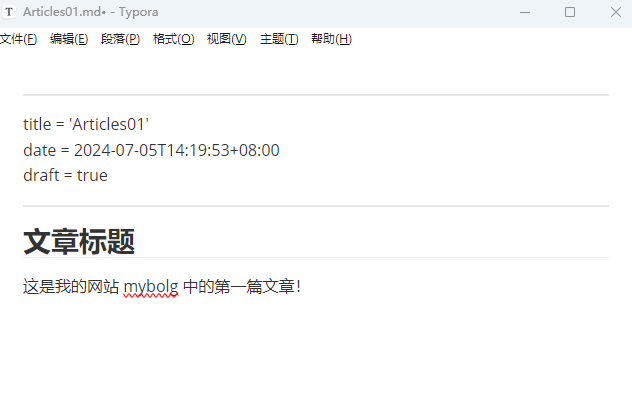 T Articles01.md• - Typora
文件(F) 编辑(E) 段落(P) 格式(O) 视图(V) 主题(T) 帮助(H)
title = 'Articles01'
date = 2024-07-05T14:19:53+08:00
draft = true
文章标题
这是我的网站 mybolg 中的第一篇文章！